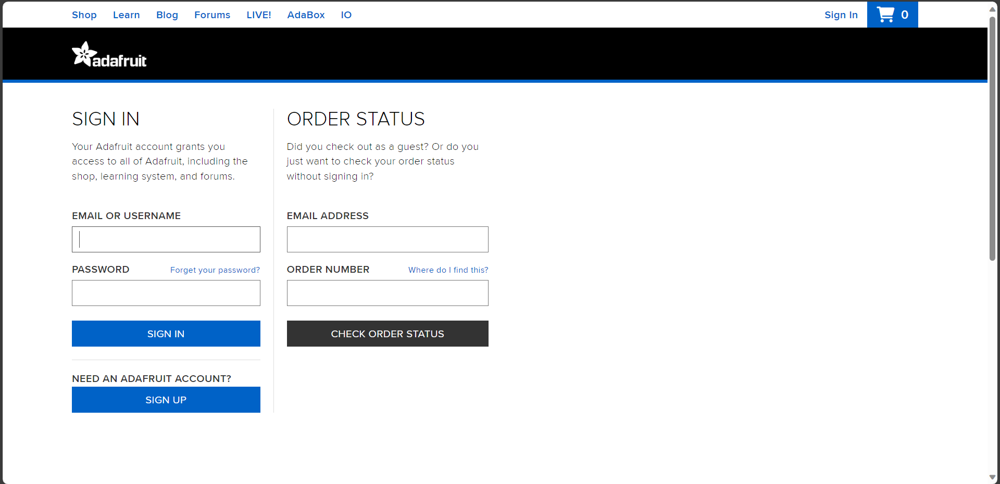 Shop Learn Blog Forums LIVE! AdaBox IO Sign In 0
adafruit
SIGN IN
Your Adafruit account grants you
access to all of Adafruit, including the
shop, learning system, and forums.
EMAIL OR USERNAME
PASSWORD Forget your password?
SIGN IN
NEED AN ADAFRUIT ACCOUNT?
SIGN UP
ORDER STATUS
Did you check out as a guest? Or do you
just want to check your order status
without signing in?
EMAIL ADDRESS
ORDER NUMBER Where do I find this?
CHECK ORDER STATUS